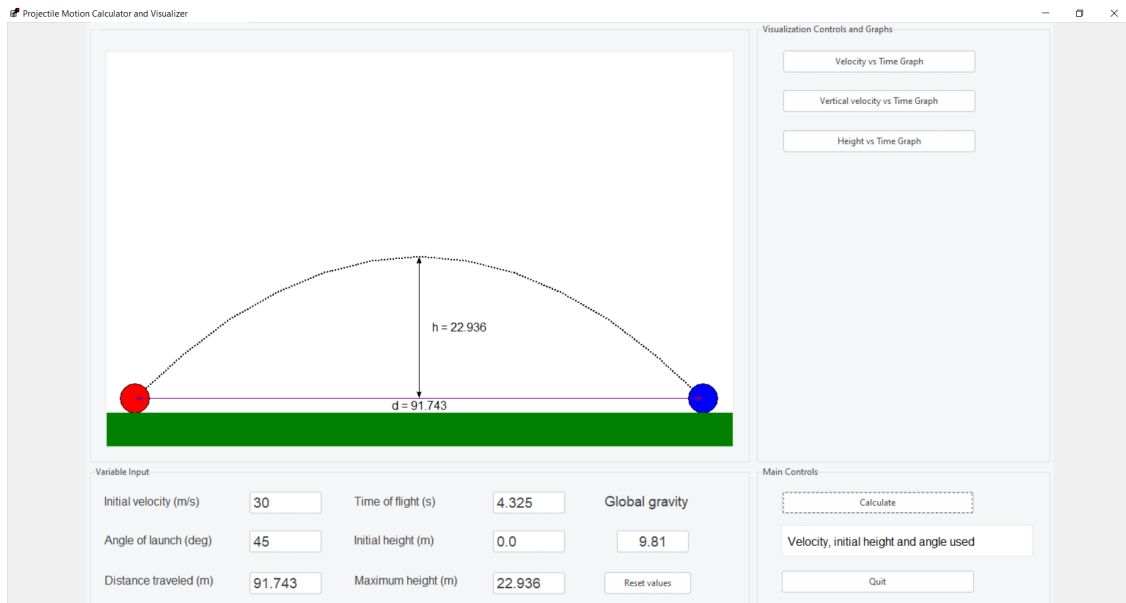 Projectile Motion Calculator and Visualizer
Visualization Controls and Graphs
Velocity vs Time Graph
Vertical velocity vs Time Graph
Height vs Time Graph
h = 22.936
d = 91.743
Variable Input
Initial velocity (m/s) 30 Time of flight (s) 4.325 Global gravity
Angle of launch (deg) 45 Initial height (m) 0.0 9.81
Distance traveled (m) 91.743 Maximum height (m) 22.936 Reset values
Main Controls
Calculate
Velocity, initial height and angle used
Quit